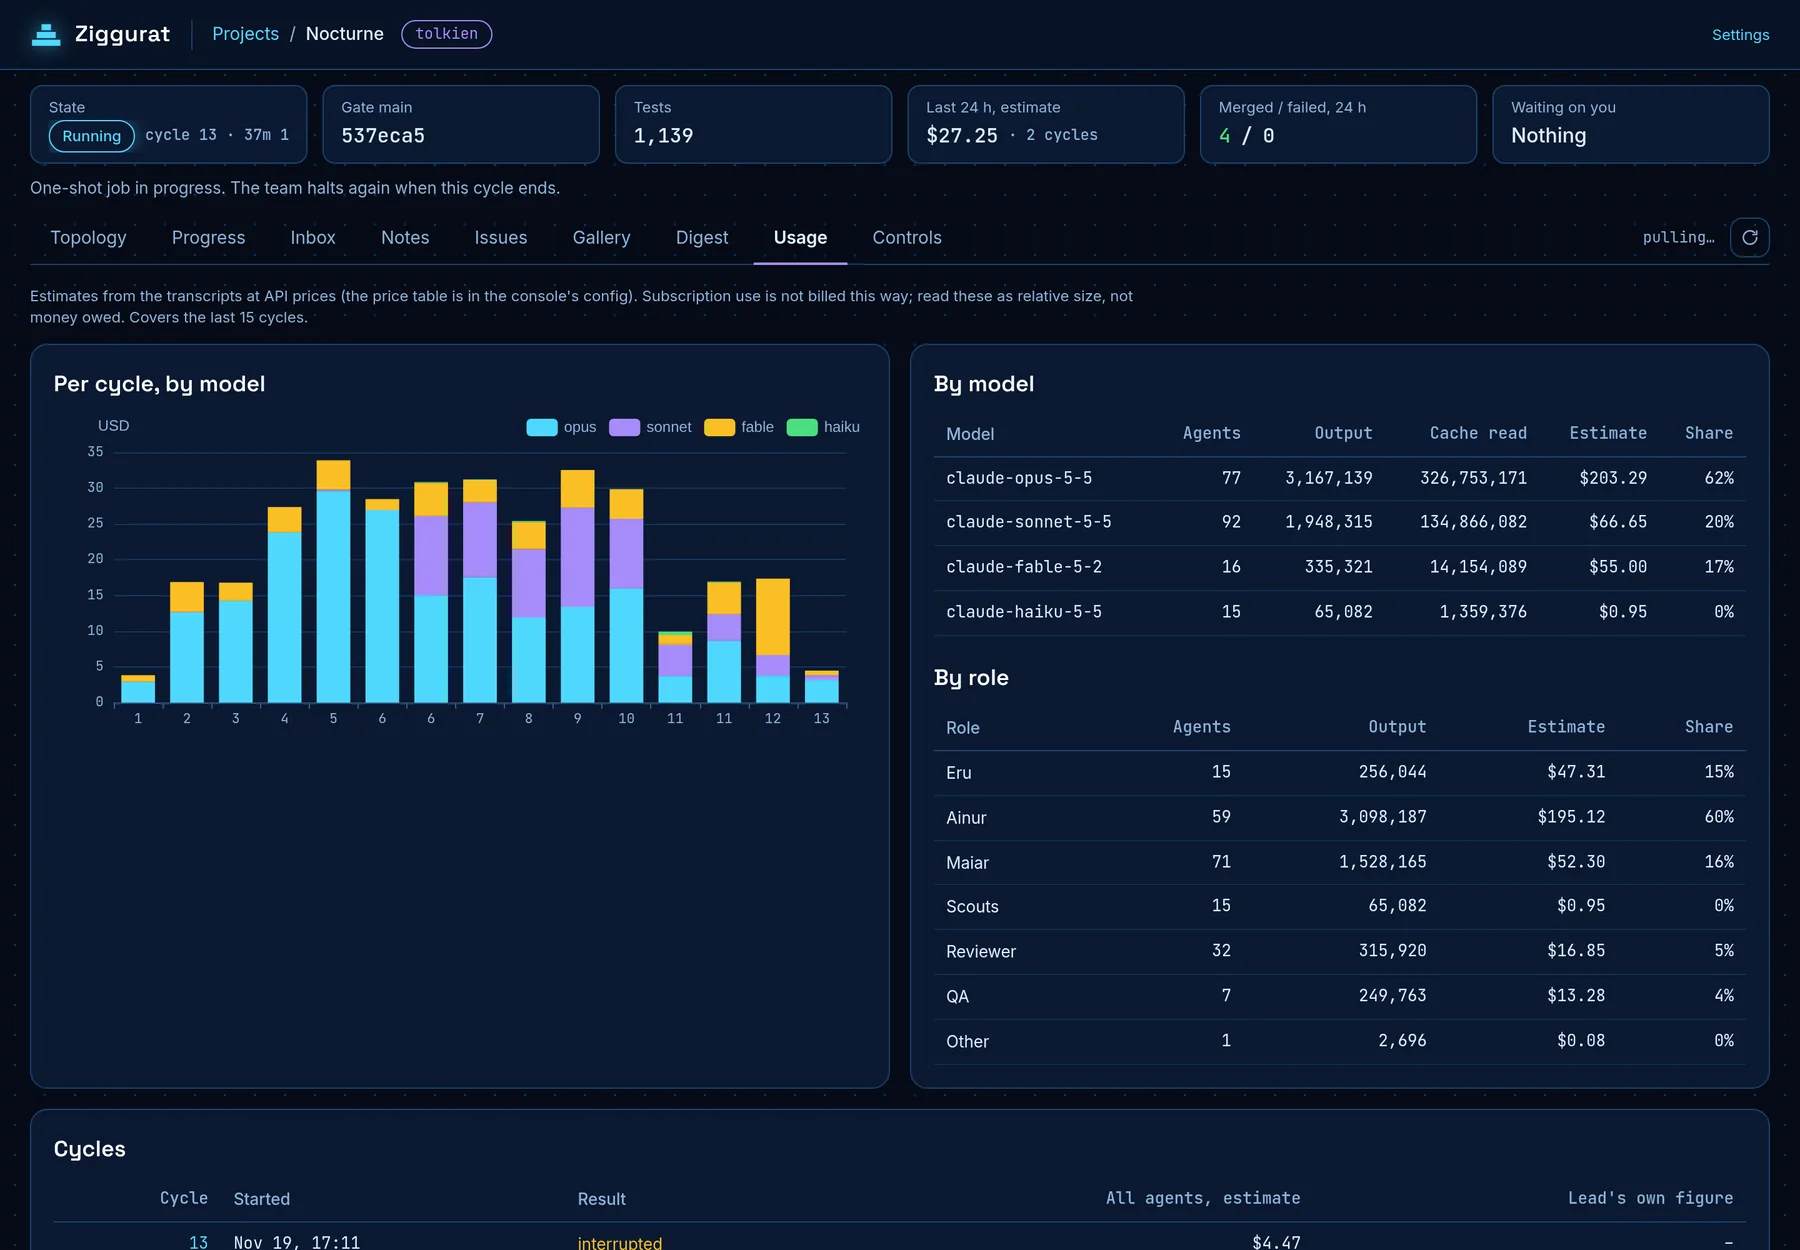 Ziggurat
Projects / Nocturne
tolkien
Settings
State
Running cycle 13 · 37m 1
Gate main
537eca5
Tests
1,139
Last 24 h, estimate
$27.25 · 2 cycles
Merged / failed, 24 h
4 / 0
Waiting on you
Nothing
One-shot job in progress. The team halts again when this cycle ends.
Topology Progress Inbox Notes Issues Gallery Digest Usage Controls
pulling…
Estimates from the transcripts at API prices (the price table is in the console's config). Subscription use is not billed this way; read these as relative size, not
money owed. Covers the last 15 cycles.
Per cycle, by model
USD
opus sonnet fable haiku
35
30
25
20
15
10
5
0
1 2 3 4 5 6 6 7 8 9 10 11 11 12 13
By model
Model Agents Output Cache read Estimate Share
claude-opus-5-5 77 3,167,139 326,753,171 $203.29 62%
claude-sonnet-5-5 92 1,948,315 134,866,082 $66.65 20%
claude-fable-5-2 16 335,321 14,154,089 $55.00 17%
claude-haiku-5-5 15 65,082 1,359,376 $0.95 0%
By role
Role Agents Output Estimate Share
Eru 15 256,044 $47.31 15%
Ainur 59 3,098,187 $195.12 60%
Maiar 71 1,528,165 $52.30 16%
Scouts 15 65,082 $0.95 0%
Reviewer 32 315,920 $16.85 5%
QA 7 249,763 $13.28 4%
Other 1 2,696 $0.08 0%
Cycles
Cycle Started Result All agents, estimate Lead's own figure
13 Nov 19, 17:11 interrupted $4.47 –